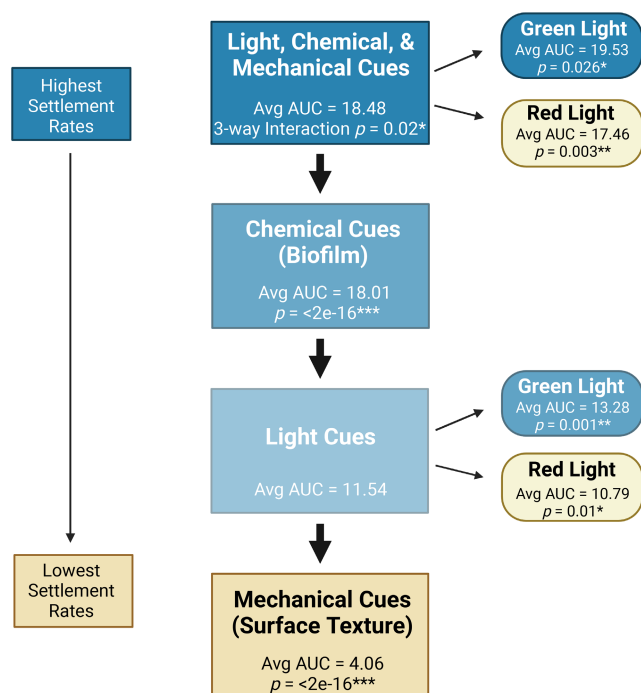 Highest
Settlement
Rates
Light, Chemical, &
Mechanical Cues
Avg AUC = 18.48
3-way Interaction p = 0.02*
Green Light
Avg AUC = 19.53
p = 0.026*
Red Light
Avg AUC = 17.46
p = 0.003**
Chemical Cues
(Biofilm)
Avg AUC = 18.01
p = <2e-16***
Light Cues
Avg AUC = 11.54
Green Light
Avg AUC = 13.28
p = 0.001**
Red Light
Avg AUC = 10.79
p = 0.01*
Lowest
Settlement
Rates
Mechanical Cues
(Surface Texture)
Avg AUC = 4.06
p = <2e-16***